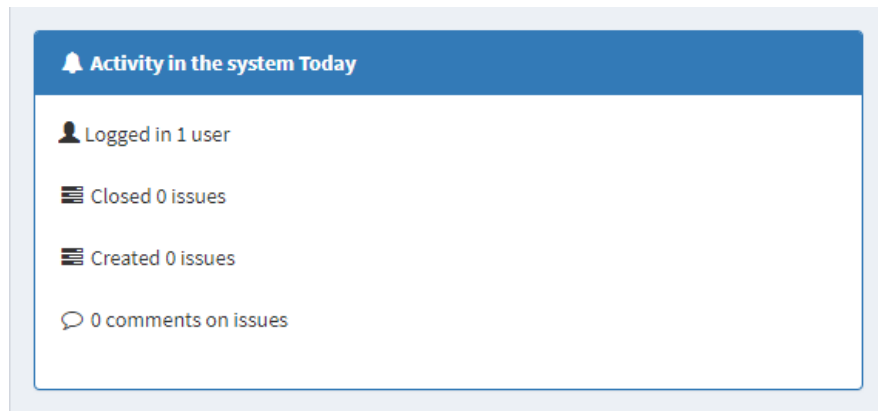 Activity in the system Today
Logged in 1 user
Closed 0 issues
Created 0 issues
0 comments on issues